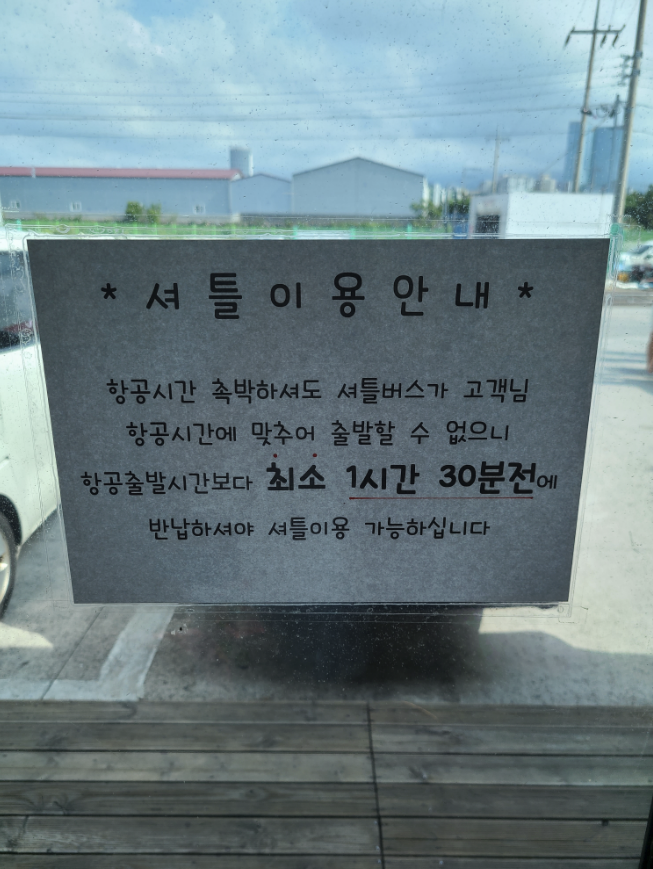 * 셔틀이용안내 *
항공시간 촉박하셔도 셔틀버스가 고객님
항공시간에 맞추어 출발할 수 없으니
항공출발시간보다 최소 1시간 30분전에
반납하셔야 셔틀이용 가능하십니다